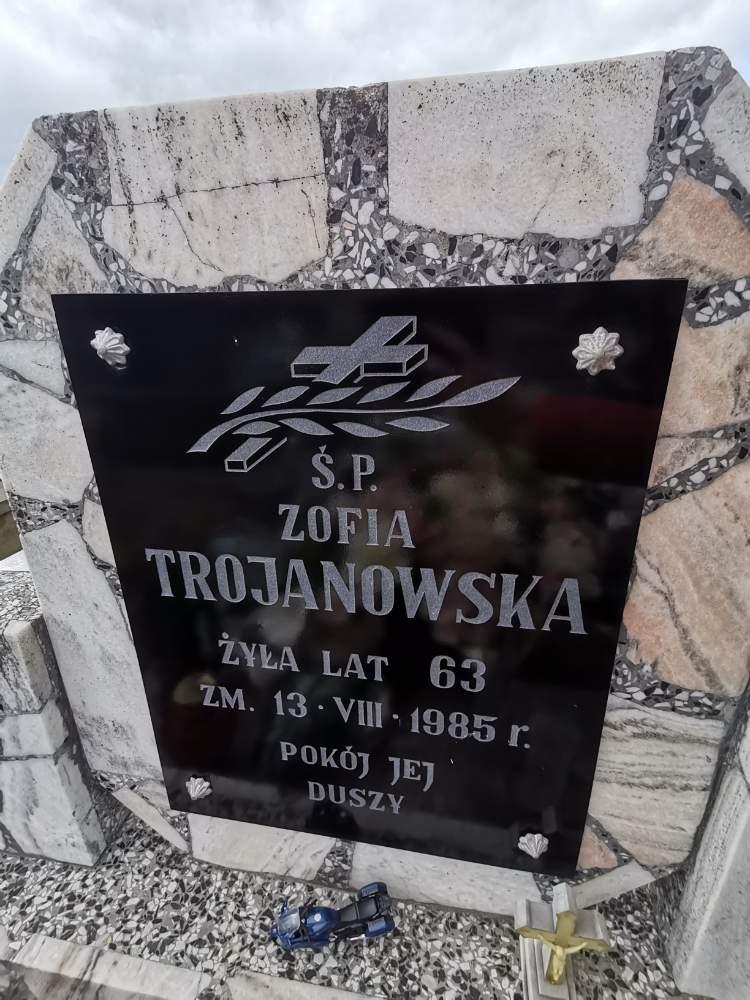 Ś.P.
ZOFIA
TROJANOWSKA
ŻYŁA LAT 63
ZM. 13 · VIII · 1985 r.
POKÓJ JEJ
DUSZY